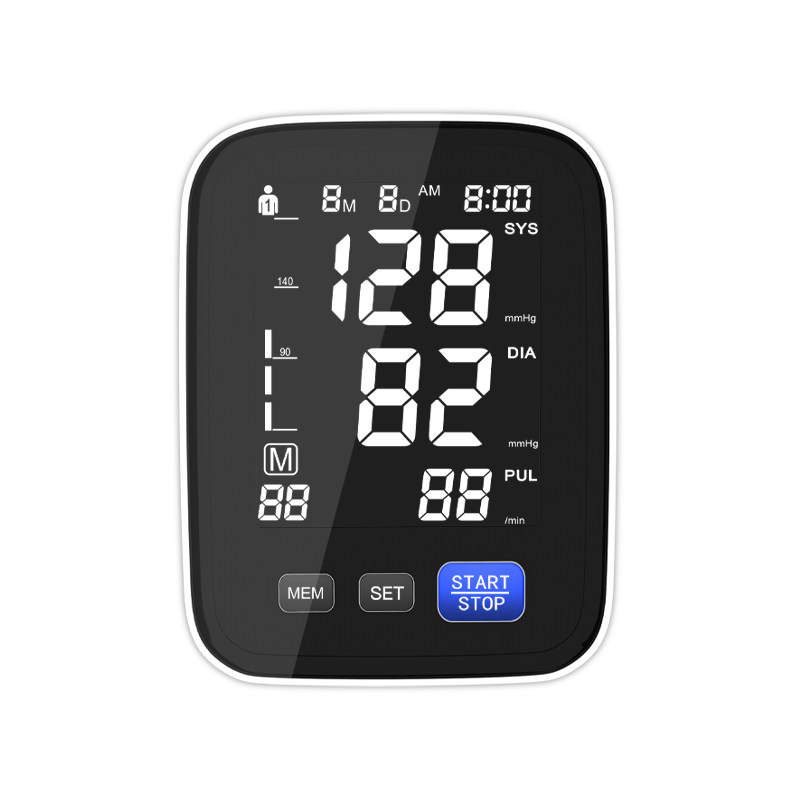 1 8M 8D AM 8:00
SYS
128
140
mmHg
90
DIA
82
mmHg
M
PUL
88
88
/min
MEM
SET
START
STOP